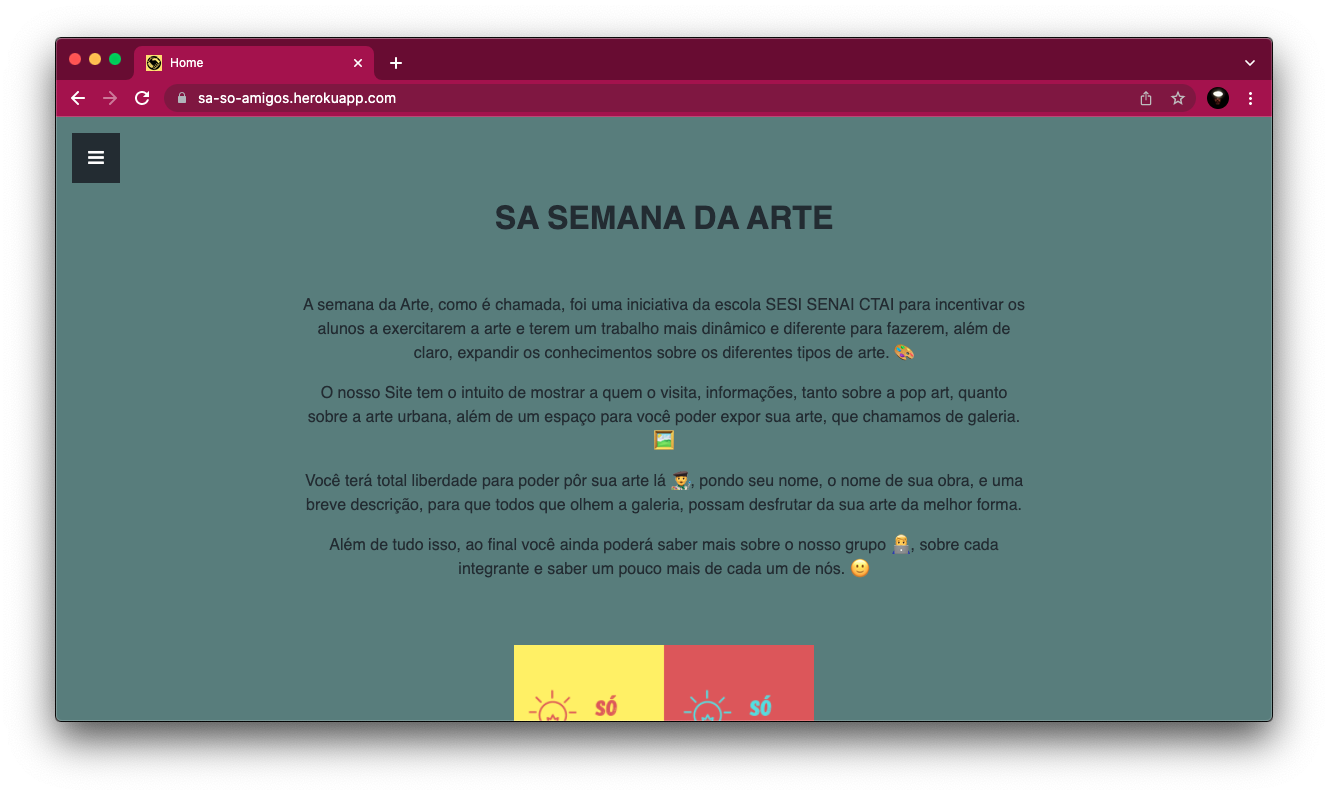 Home
sa-so-amigos.herokuapp.com
SA SEMANA DA ARTE
A semana da Arte, como é chamada, foi uma iniciativa da escola SESI SENAI CTAI para incentivar os
alunos a exercitarem a arte e terem um trabalho mais dinâmico e diferente para fazerem, além de
claro, expandir os conhecimentos sobre os diferentes tipos de arte. 🎨
O nosso Site tem o intuito de mostrar a quem o visita, informações, tanto sobre a pop art, quanto
sobre a arte urbana, além de um espaço para você poder expor sua arte, que chamamos de galeria.
🖼️
Você terá total liberdade para poder pôr sua arte lá 👨‍🎨, pondo seu nome, o nome de sua obra, e uma
breve descrição, para que todos que olhem a galeria, possam desfrutar da sua arte da melhor forma.
Além de tudo isso, ao final você ainda poderá saber mais sobre o nosso grupo 👨‍💻, sobre cada
integrante e saber um pouco mais de cada um de nós. 🙂
SÓ SÓ